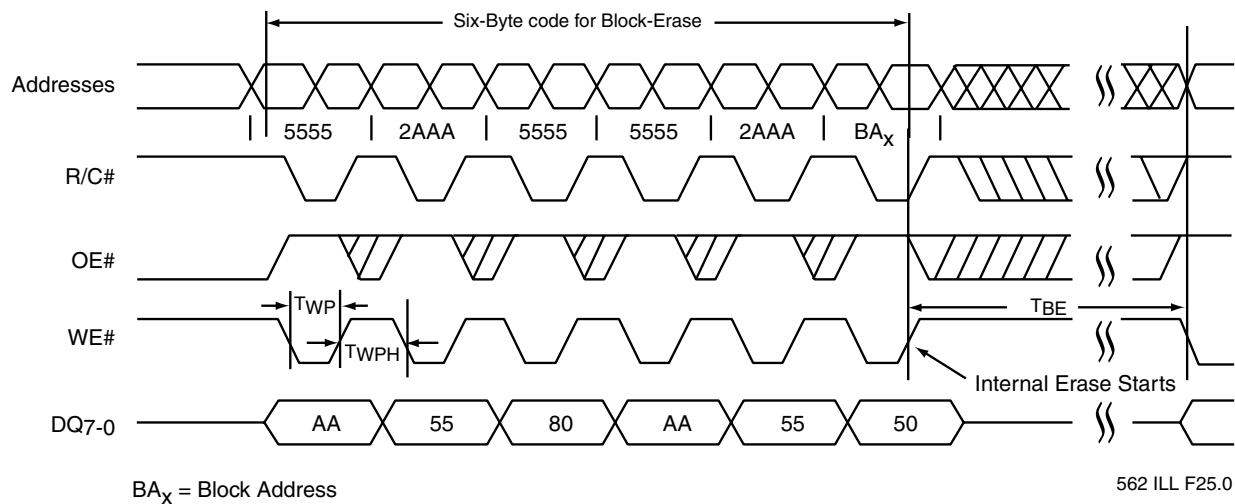 Six-Byte code for Block-Erase
Addresses
5555 2AAA 5555 5555 2AAA BAX
R/C#
OE#
TWP
TBE
WE#
TWPH
Internal Erase Starts
DQ7-0 AA 55 80 AA 55 50
BAX = Block Address
562 ILL F25.0